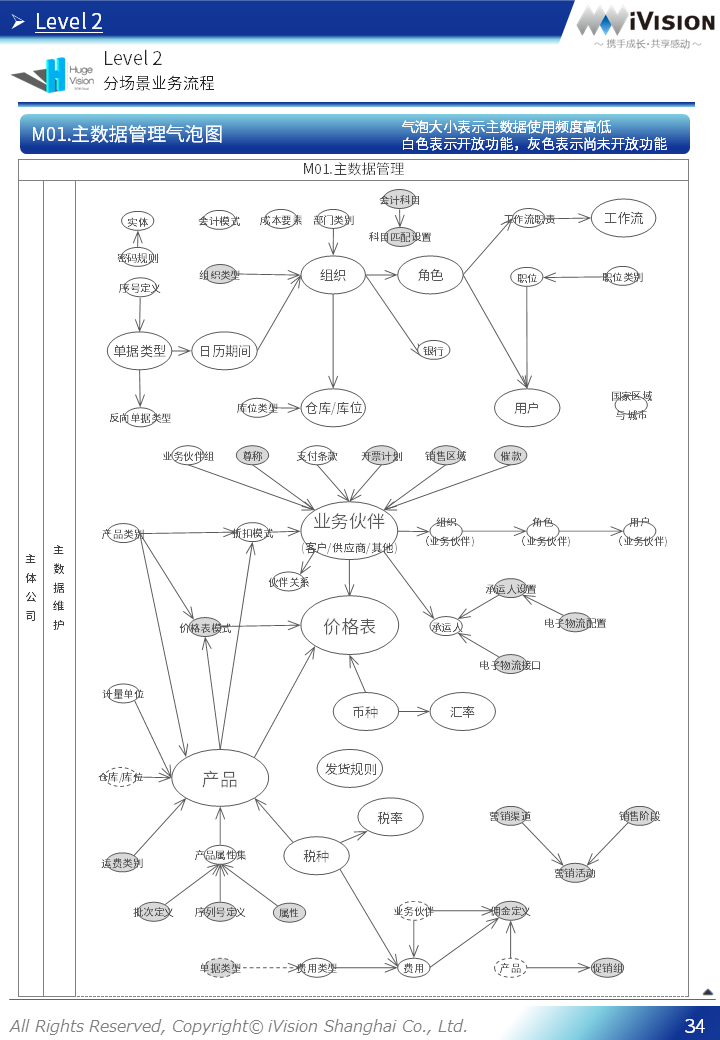 Level 2
iVISION
～ 携手成长·共享感动 ～
Huge
Vision
Level 2
分场景业务流程
M01.主数据管理气泡图
气泡大小表示主数据使用频度高低
白色表示开放功能，灰色表示尚未开放功能
M01.主数据管理
会计科目
实体
会计模式
成本要素
部门类别
工作流职责
工作流
科目匹配设置
密码规则
组织类型
组织
角色
职位
职位类别
序号定义
单据类型
日历期间
银行
国家区域
与城市
反向单据类型
库位类型
仓库/库位
用户
业务伙伴组
尊称
支付条款
开票计划
销售区域
催款
业务伙伴
(客户/供应商/其他)
产品类别
折扣模式
组织
（业务伙伴)
角色
（业务伙伴)
用户
（业务伙伴)
主体公司
主数据维护
伙伴关系
承运人设置
价格表模式
价格表
承运人
电子物流配置
电子物流接口
计量单位
币种
汇率
仓库/库位
产品
发货规则
税率
营销渠道
销售阶段
运费类别
产品属性集
税种
营销活动
批次定义
序列号定义
属性
业务伙伴
佣金定义
单据类型
费用类型
费用
产品
促销组
All Rights Reserved, Copyright© iVision Shanghai Co., Ltd.
34